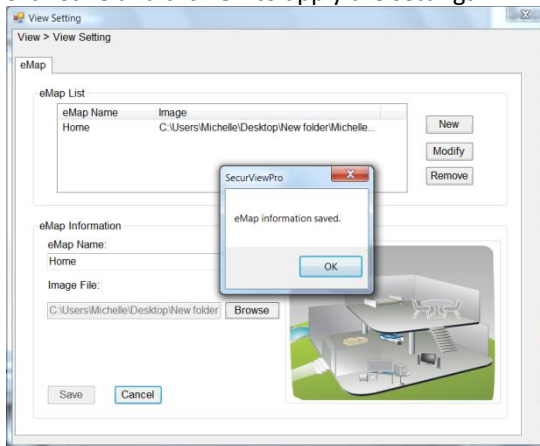 View Setting
View > View Setting
eMap
eMap List
eMap Name Image
Home C:\Users\Michelle\Desktop\New folder\Michelle...
New
Modify
Remove
SecurViewPro
eMap information saved.
OK
eMap Information
eMap Name:
Home
Image File:
C:\Users\Michelle\Desktop\New folder Browse
Save Cancel